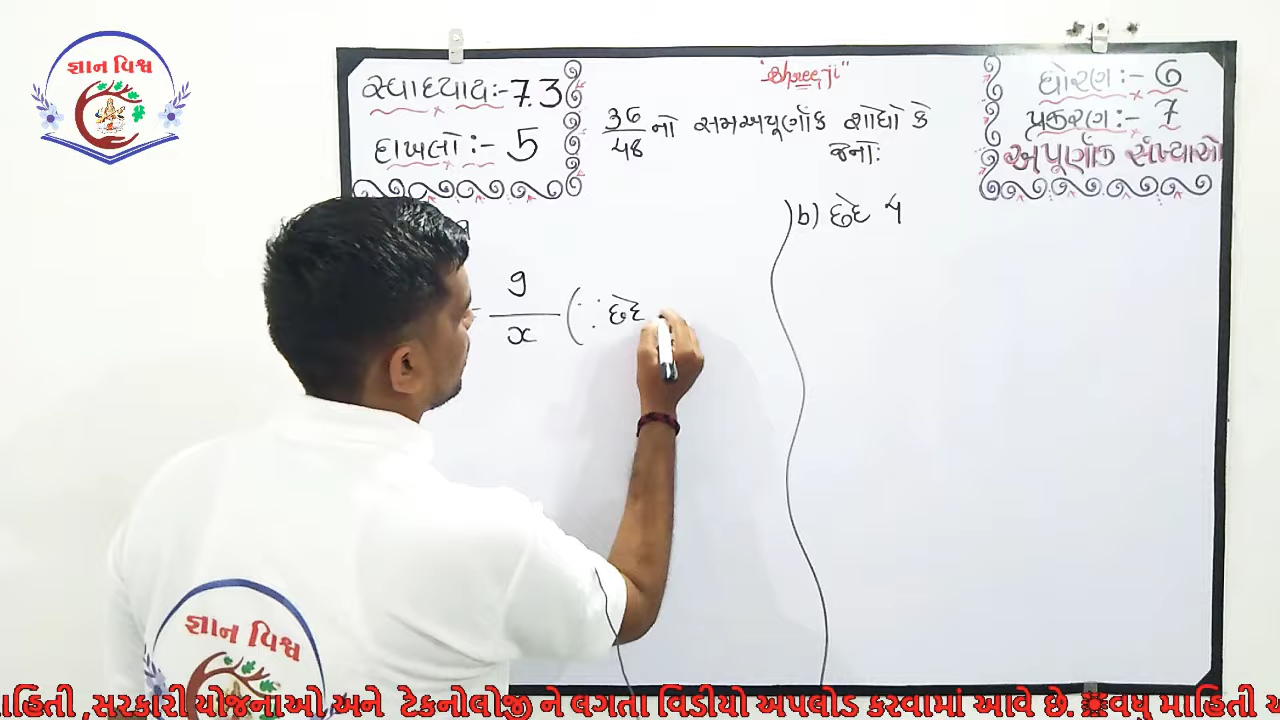 જ્ઞાન વિશ્વ
સ્વાધ્યાય:- 7.3
દાખલો :- 5
"Shreeji"
36/48 નો સમઅપૂર્ણાંક શોધો કે
જેનો:
ધોરણ :- 6
પ્રકરણ :- 7
અપૂર્ણાંક સંખ્યાઓ
b) છેદ 4
9/x (∵ છેદ
જ્ઞાન વિશ્વ
માહિતી ,સરકારી યોજનાઓ અને ટેકનોલોજી ને લગતા વિડીયો અપલોડ કરવામાં આવે છે. વધુ માહિતી